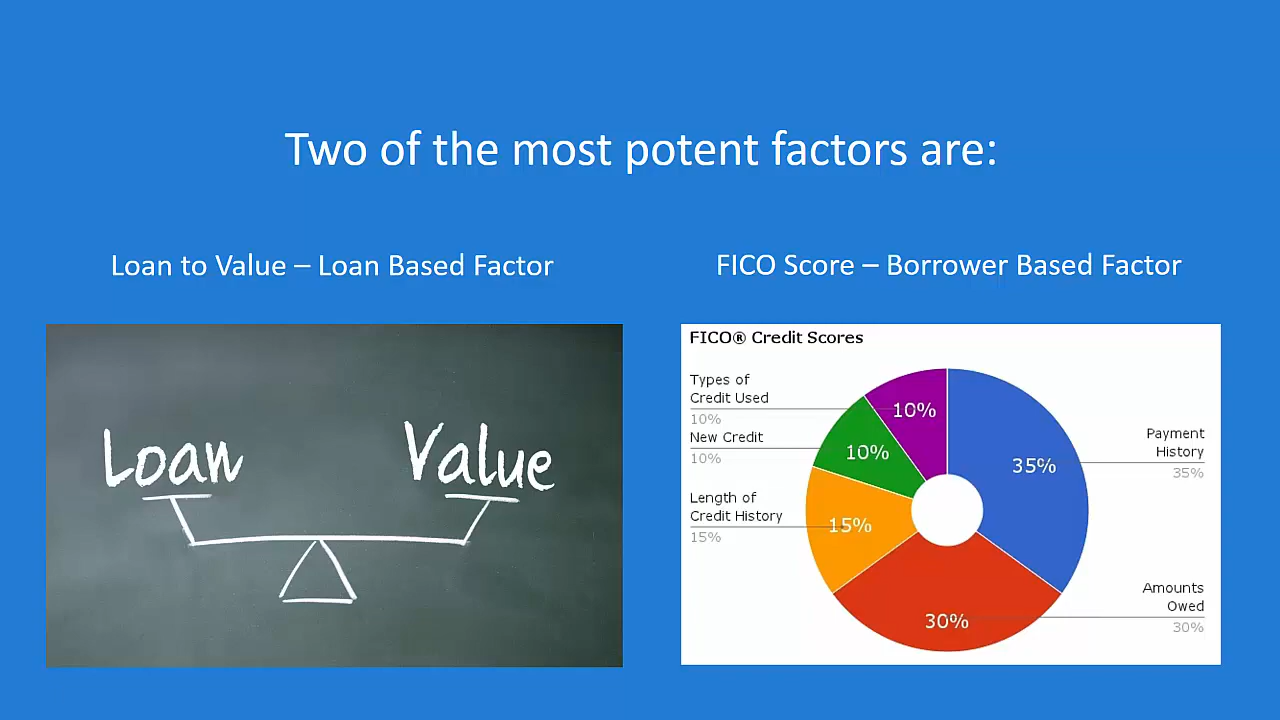 Two of the most potent factors are:
Loan to Value – Loan Based Factor
FICO Score – Borrower Based Factor
Loan
Value
FICO® Credit Scores
Types of
Credit Used
10%
New Credit
10%
Length of
Credit History
15%
10%
10%
15%
30%
35%
Payment
History
35%
Amounts
Owed
30%